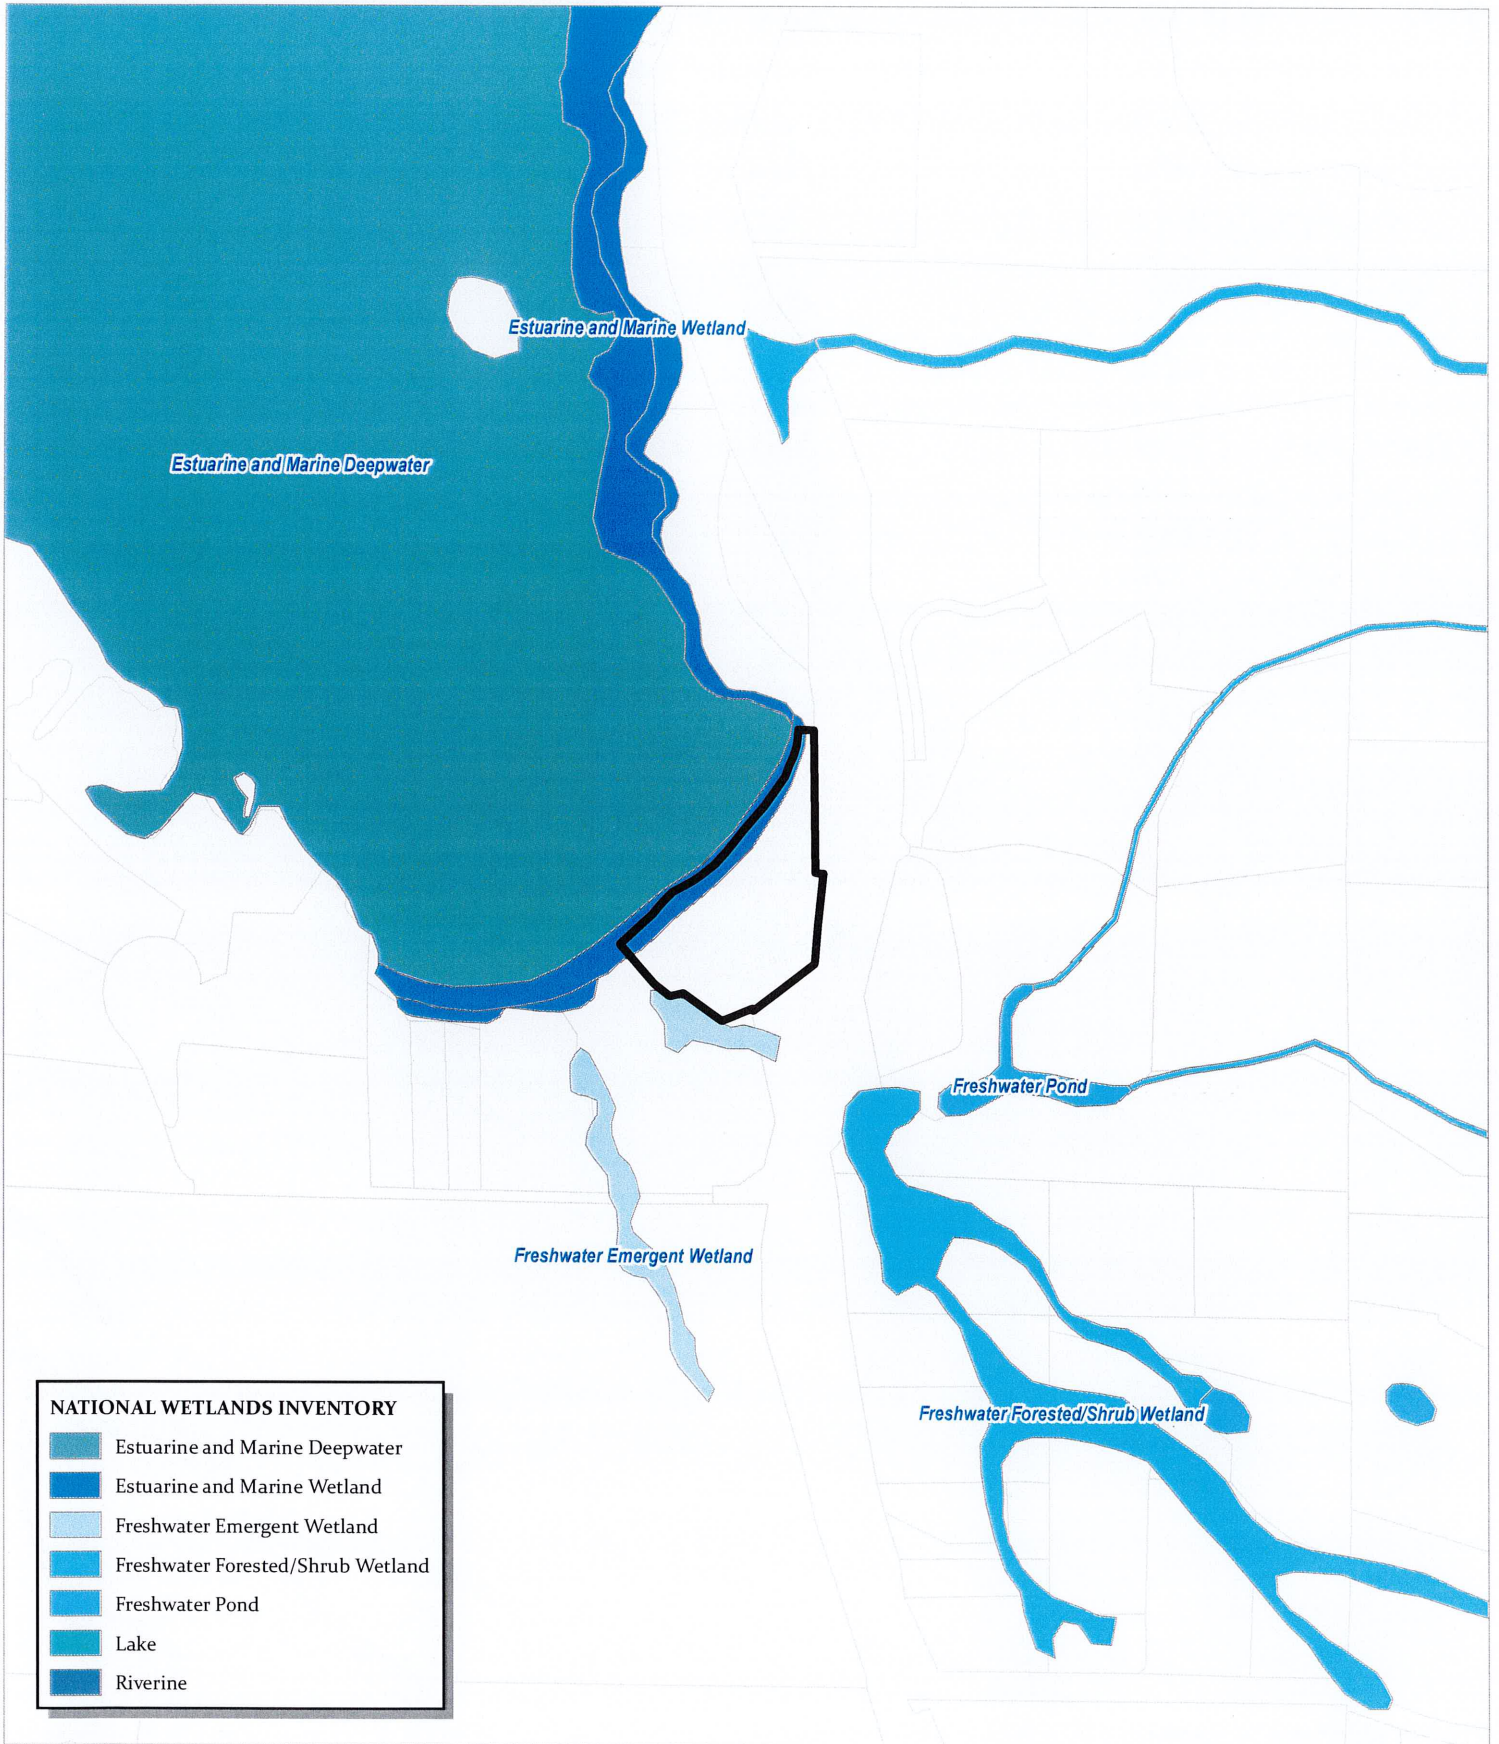 Estuarine and Marine Wetland
Estuarine and Marine Deepwater
Freshwater Pond
Freshwater Emergent Wetland
Freshwater Forested/Shrub Wetland
NATIONAL WETLANDS INVENTORY
Estuarine and Marine Deepwater
Estuarine and Marine Wetland
Freshwater Emergent Wetland
Freshwater Forested/Shrub Wetland
Freshwater Pond
Lake
Riverine